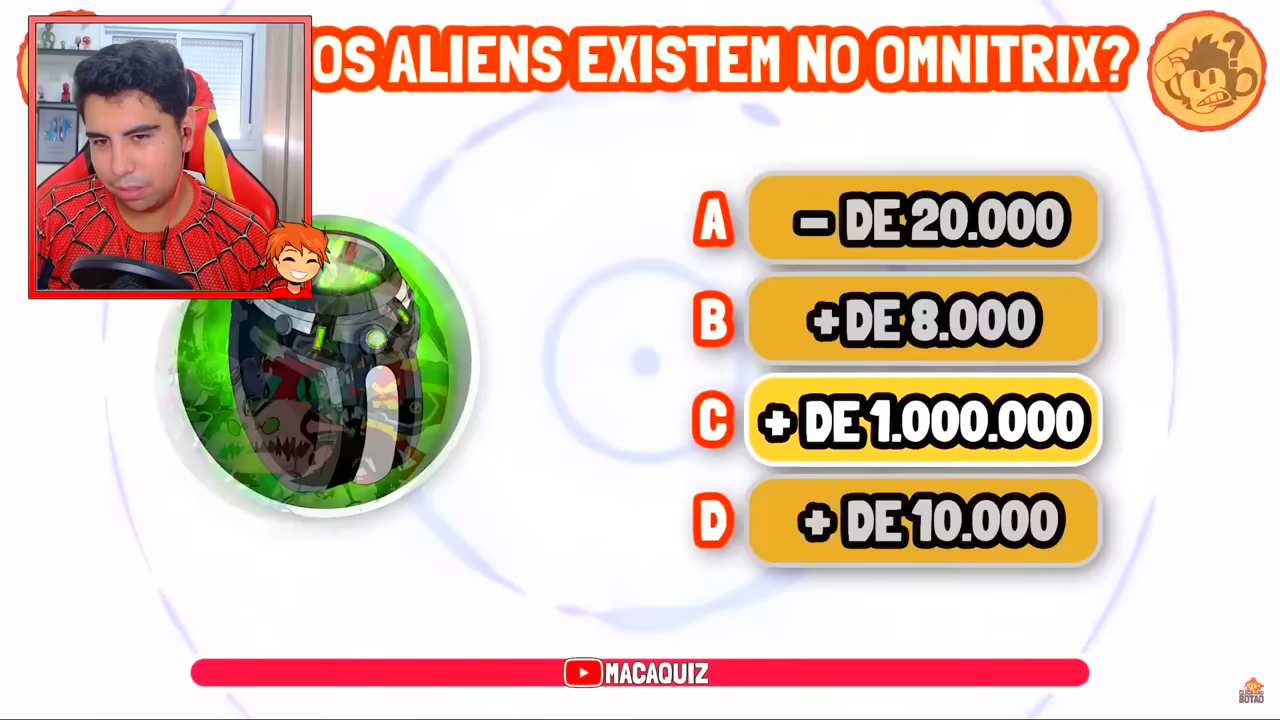 OS ALIENS EXISTEM NO OMNITRIX?
A - DE 20.000
B + DE 8.000
C + DE 1.000.000
D + DE 10.000
MACAQUIZ
BOTÃO